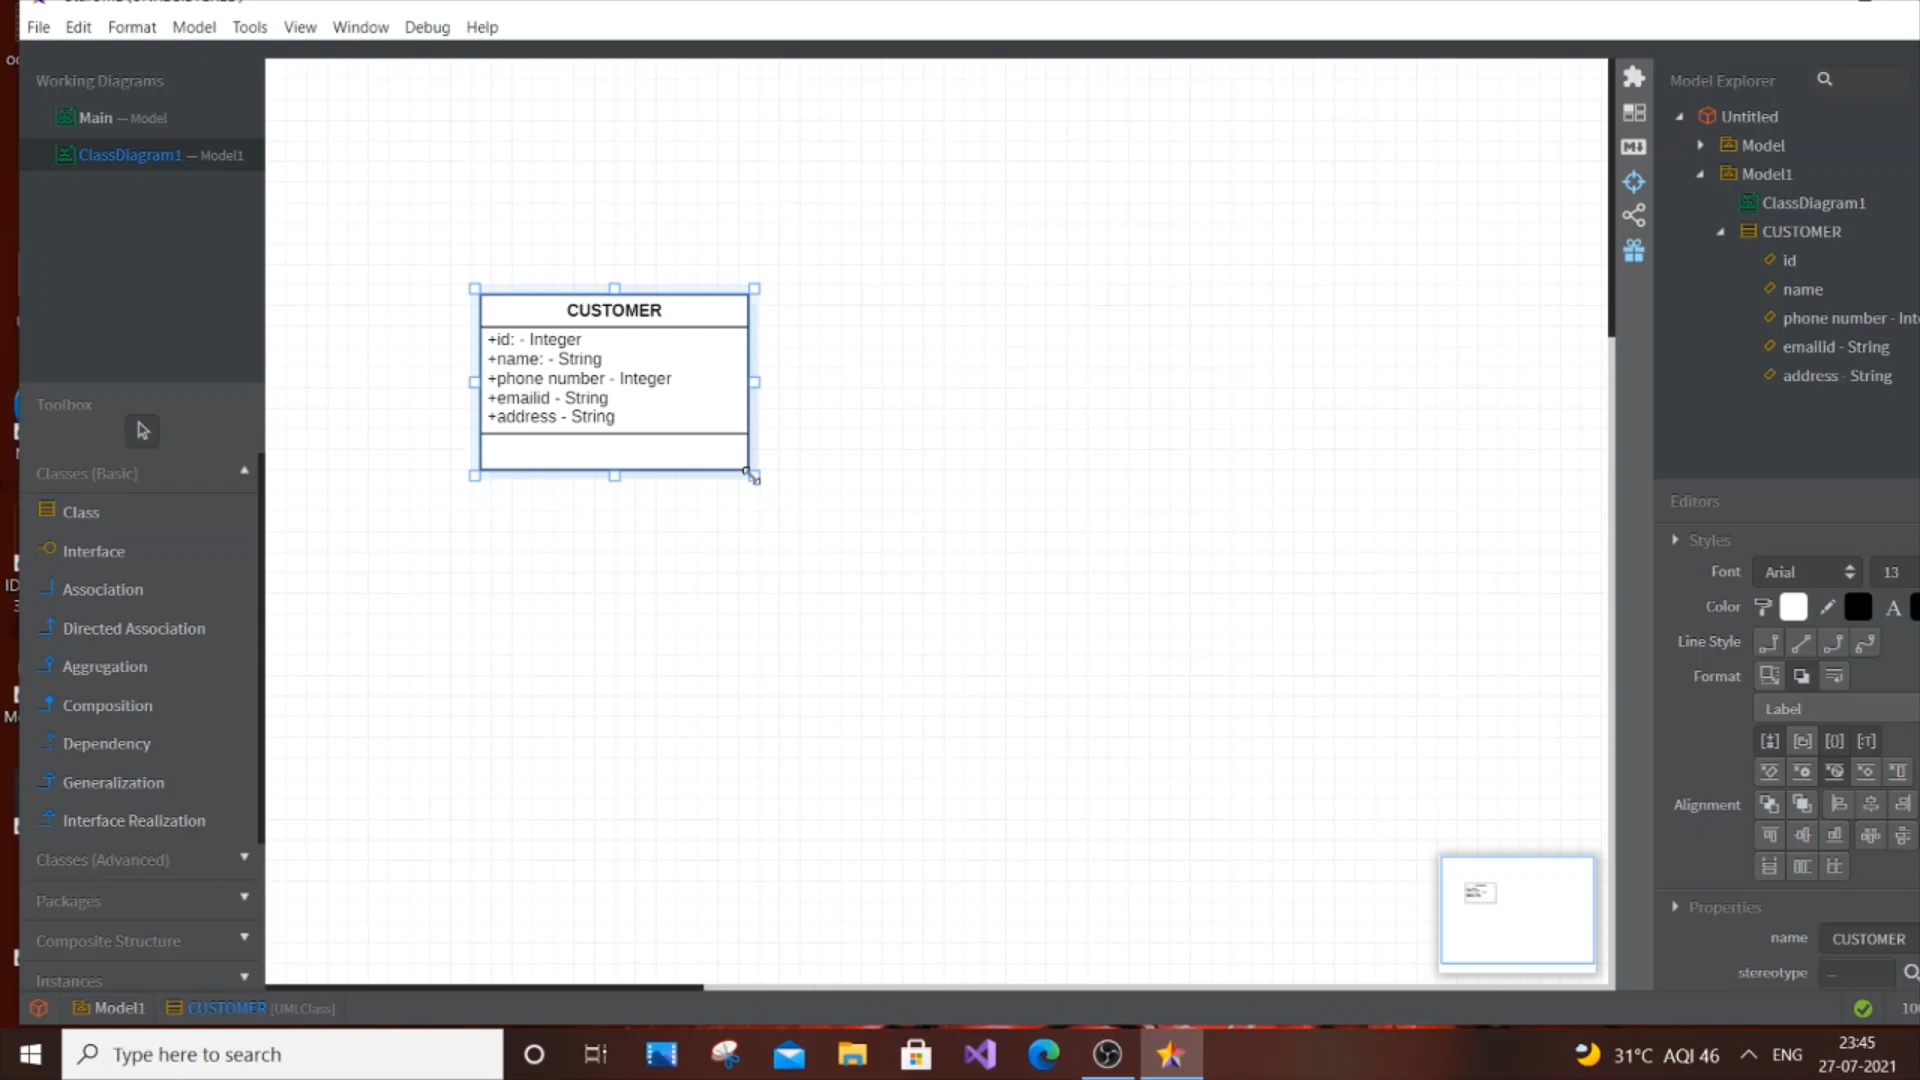 File Edit Format Model Tools View Window Debug Help
Working Diagrams
Main — Model
ClassDiagram1 — Model1
Toolbox
Classes (Basic)
Class
Interface
Association
Directed Association
Aggregation
Composition
Dependency
Generalization
Interface Realization
Classes (Advanced)
Packages
Composite Structure
Instances
CUSTOMER
+id: - Integer
+name: - String
+phone number - Integer
+emailid - String
+address - String
M
Model Explorer
Untitled
Model
Model1
ClassDiagram1
CUSTOMER
id
name
phone number - Int
emailid - String
address - String
Editors
Styles
Font Arial 13
Color A
Line Style
Format
Label
Alignment
Properties
name CUSTOMER
stereotype —
Model1 CUSTOMER [UMLClass]
100
Type here to search
31°C AQI 46 ENG
23:45
27-07-2021